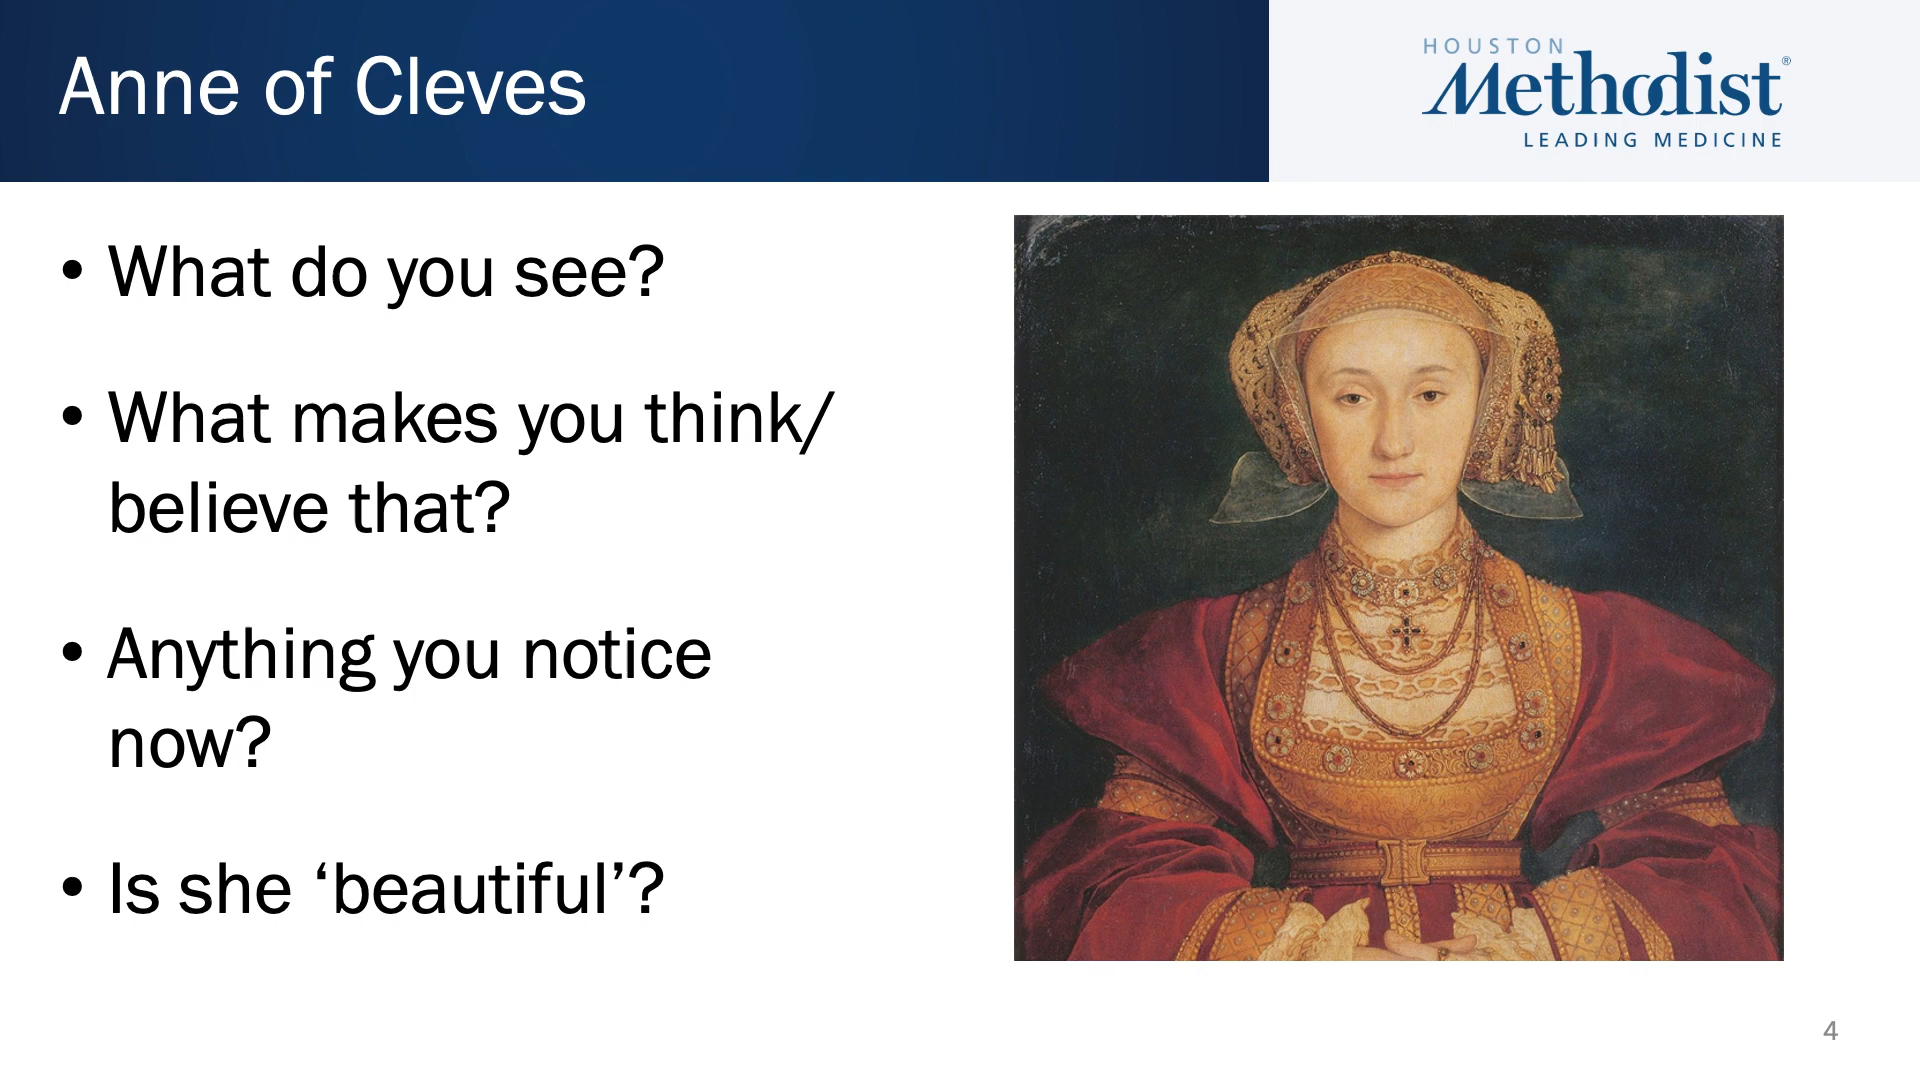 Anne of Cleves
HOUSTON
Methodist®
LEADING MEDICINE
• What do you see?
• What makes you think/
believe that?
• Anything you notice
now?
• Is she ‘beautiful’?
4